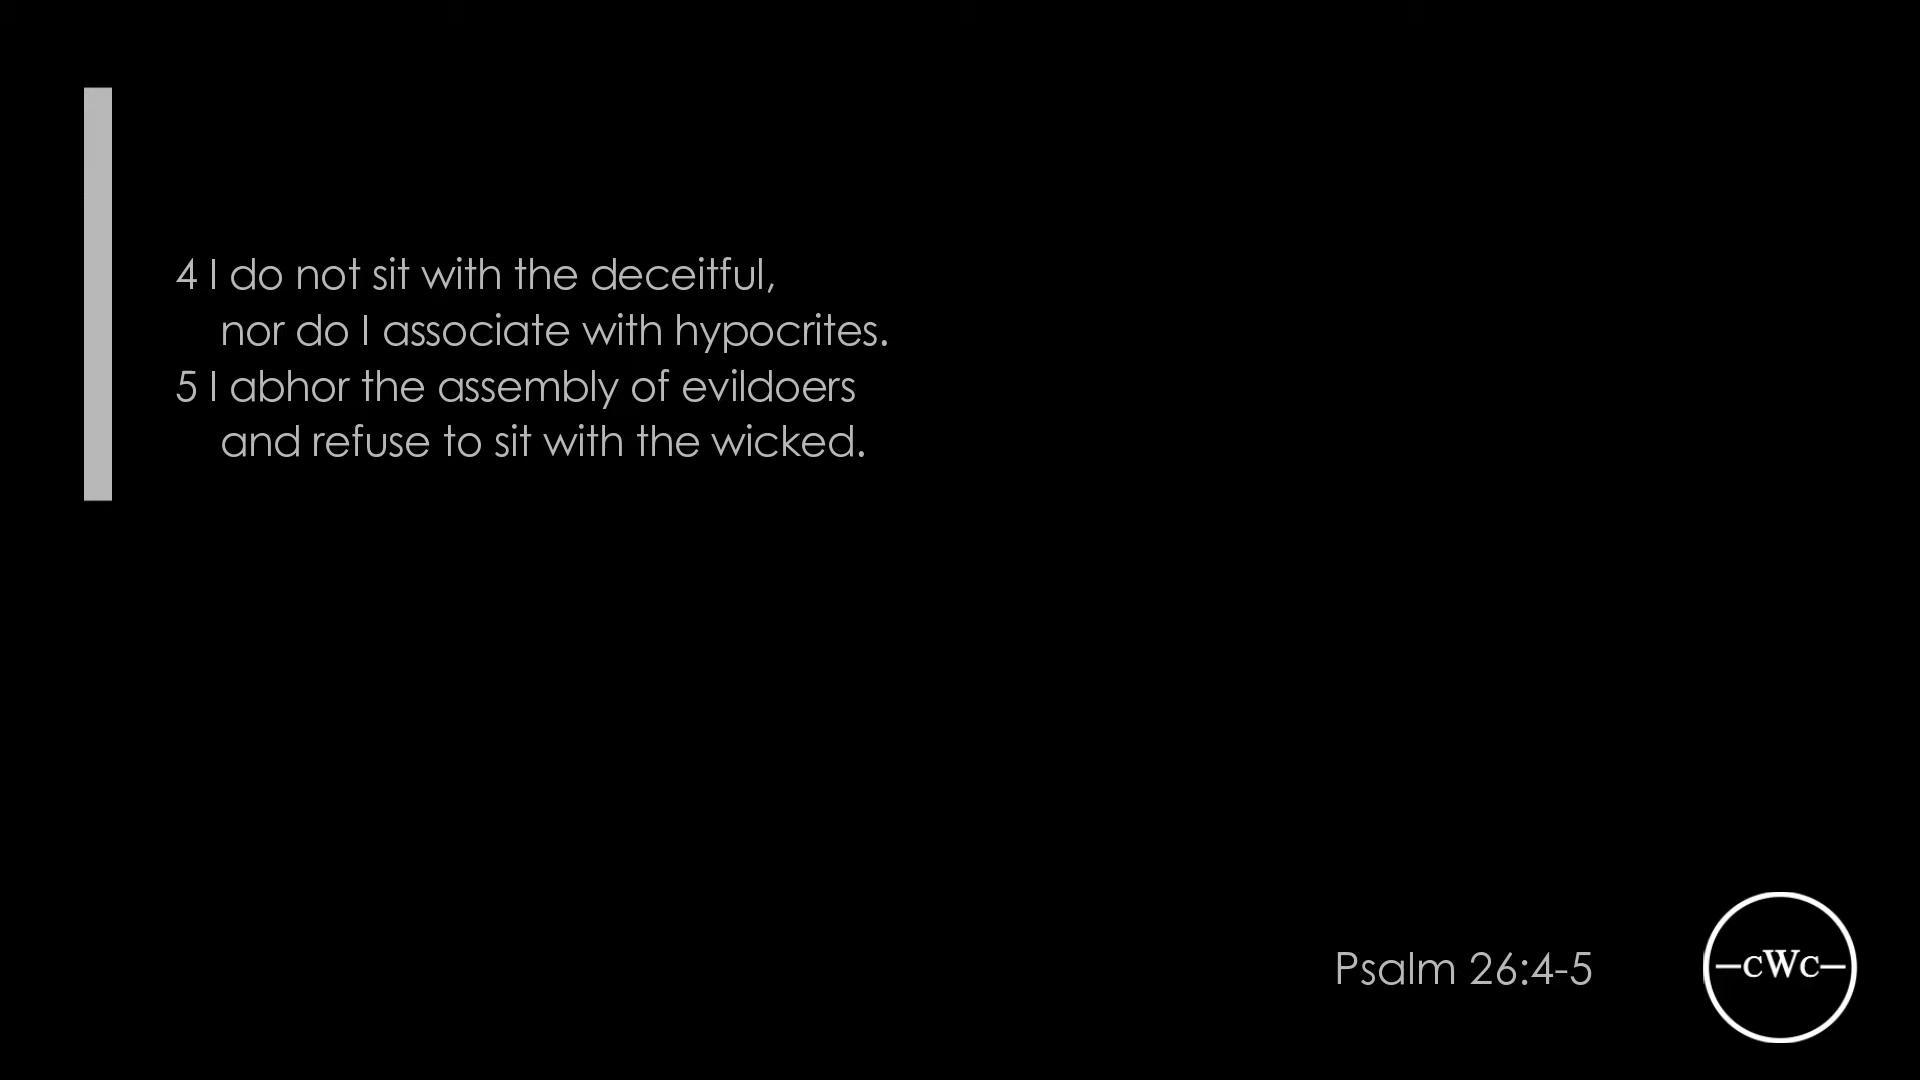 4 I do not sit with the deceitful,
nor do I associate with hypocrites.
5 I abhor the assembly of evildoers
and refuse to sit with the wicked.
Psalm 26:4-5
cWc